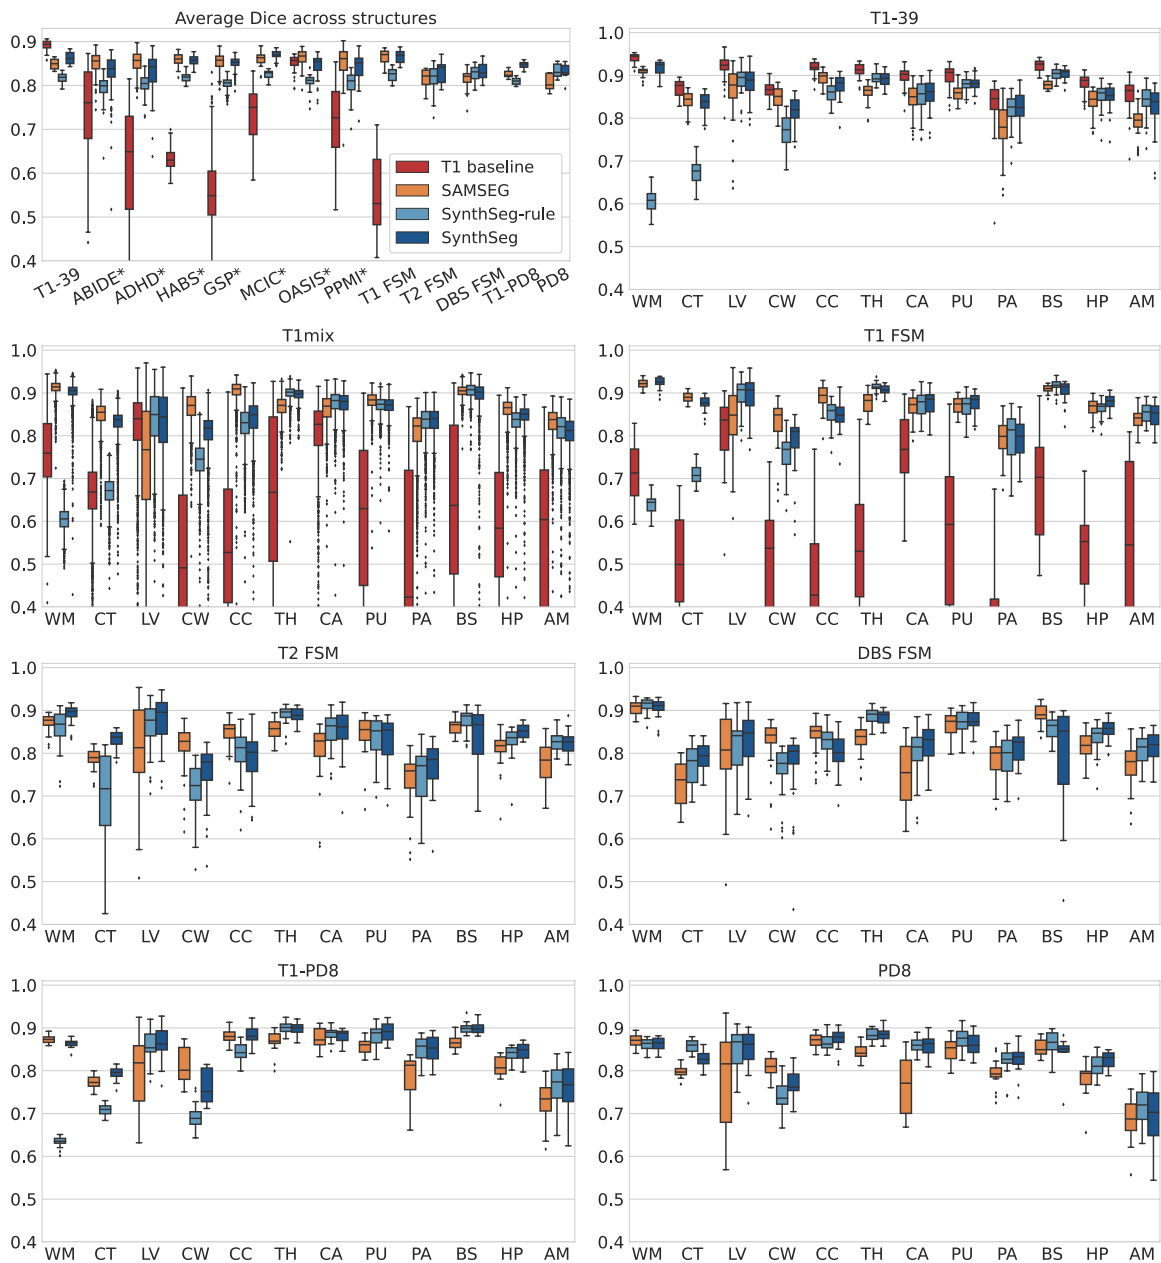 Average Dice across structures
0.9
0.8
0.7
0.6
0.5
0.4
T1 baseline
SAMSEG
SynthSeg-rule
SynthSeg
T1-39 ABIDE* ADHD* HABS* GSP* MCIC* OASIS* PPMI* T1 FSM T2 FSM DBS FSM T1-PD8 PD8
T1-39
1.0
0.9
0.8
0.7
0.6
0.5
0.4
WM CT LV CW CC TH CA PU PA BS HP AM
T1mix
1.0
0.9
0.8
0.7
0.6
0.5
0.4
WM CT LV CW CC TH CA PU PA BS HP AM
T1 FSM
1.0
0.9
0.8
0.7
0.6
0.5
0.4
WM CT LV CW CC TH CA PU PA BS HP AM
T2 FSM
1.0
0.9
0.8
0.7
0.6
0.5
0.4
WM CT LV CW CC TH CA PU PA BS HP AM
DBS FSM
1.0
0.9
0.8
0.7
0.6
0.5
0.4
WM CT LV CW CC TH CA PU PA BS HP AM
T1-PD8
1.0
0.9
0.8
0.7
0.6
0.5
0.4
WM CT LV CW CC TH CA PU PA BS HP AM
PD8
1.0
0.9
0.8
0.7
0.6
0.5
0.4
WM CT LV CW CC TH CA PU PA BS HP AM